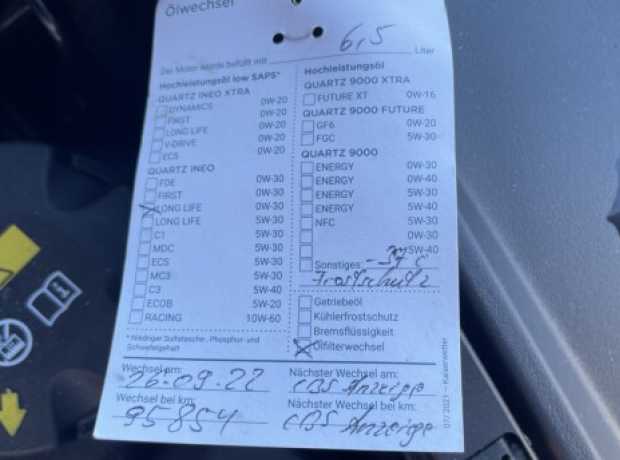 Ölwechsel
Der Motor wurde befüllt mit 6,5 Liter
Hochleistungsöl low SAPS*
QUARTZ INEO XTRA
DYNAMICS 0W-20
FIRST 0W-20
LONG LIFE 0W-20
V-DRIVE 0W-20
EC5 0W-20
QUARTZ INEO
FDE 0W-30
FIRST 0W-30
LONG LIFE 0W-30
LONG LIFE 5W-30
C1 5W-30
MDC 5W-30
ECS 5W-30
MC3 5W-30
C3 5W-40
ECOB 5W-20
RACING 10W-60
*Niedriger Sulfatasche-, Phosphor- und
Schwefelgehalt
Hochleistungsöl
QUARTZ 9000 XTRA
FUTURE XT 0W-16
QUARTZ 9000 FUTURE
GF6 0W-20
FGC 5W-30
QUARTZ 9000
ENERGY 0W-30
ENERGY 0W-40
ENERGY 5W-30
ENERGY 5W-40
NFC 5W-30
0W-30
5W-40
Sonstiges: -37 C
Frostschutz
Getriebeöl
Kühlerfrostschutz
Bremsflüssigkeit
Ölfilterwechsel
Wechsel am: 26.09.22
Nächster Wechsel am: CBS Anzeige
Wechsel bei km: 95854
Nächster Wechsel bei km: CBS Anzeige
07/2021 – Kaiserwetter